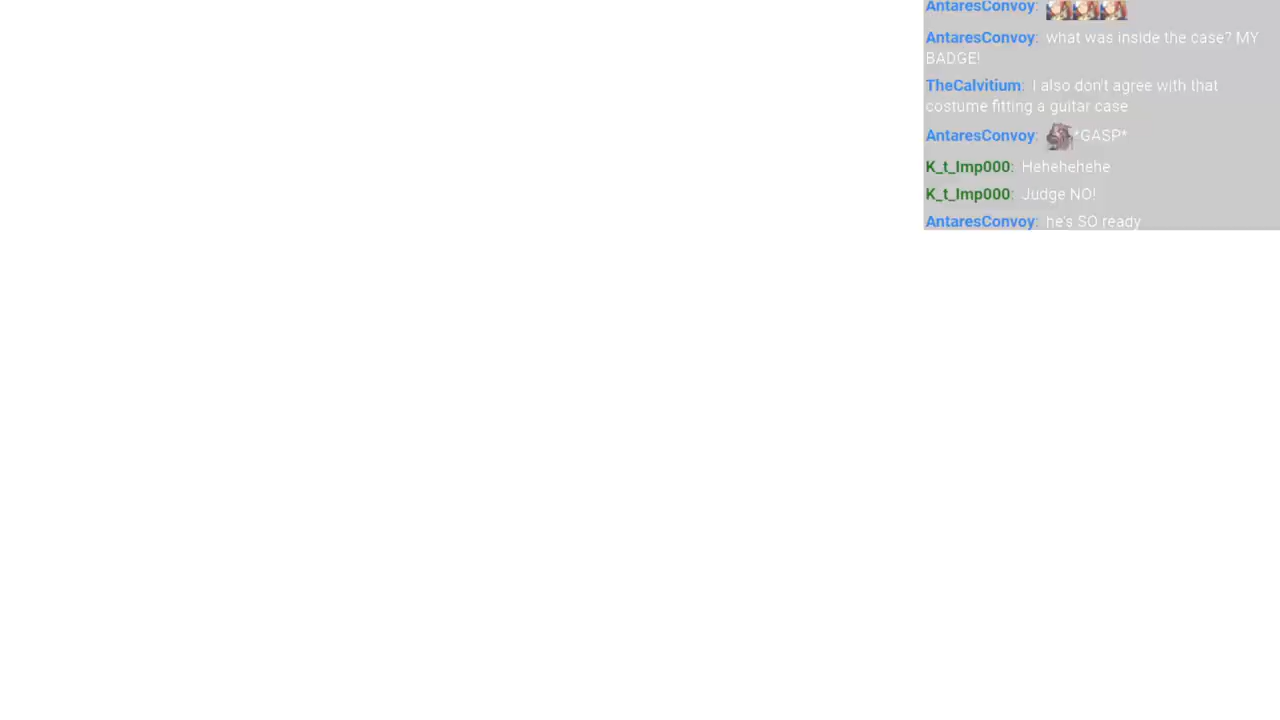 AntaresConvoy:
AntaresConvoy: what was inside the case? MY
BADGE!
TheCalvitium: I also don't agree with that
costume fitting a guitar case
AntaresConvoy: *GASP*
K_t_Imp000: Hehehehehe
K_t_Imp000: Judge NO!
AntaresConvoy: he's SO ready